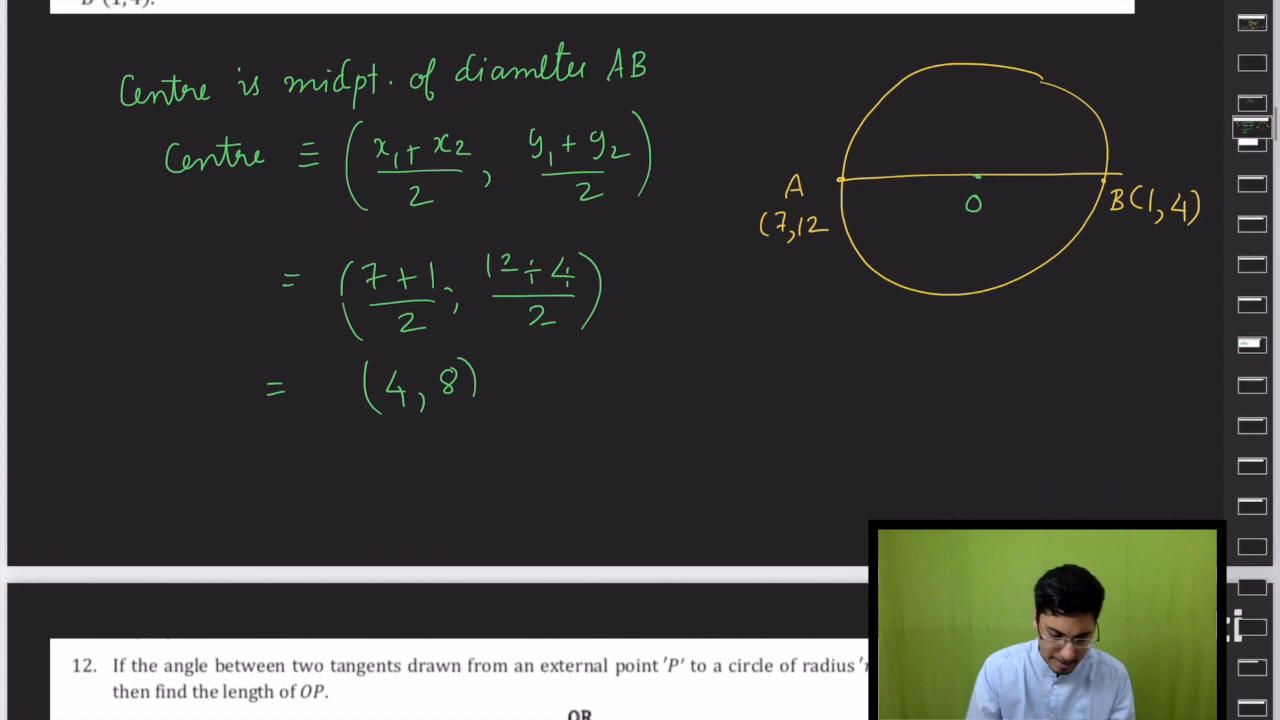 B (1, 4).
Centre is midpt. of diameter AB
Centre ≡ (x₁ + x₂ / 2, y₁ + y₂ / 2)
= (7 + 1 / 2, 12 + 4 / 2)
= (4, 8)
A
(7, 12
O
B(1, 4)
12. If the angle between two tangents drawn from an external point 'P' to a circle of radius
then find the length of OP.
OR